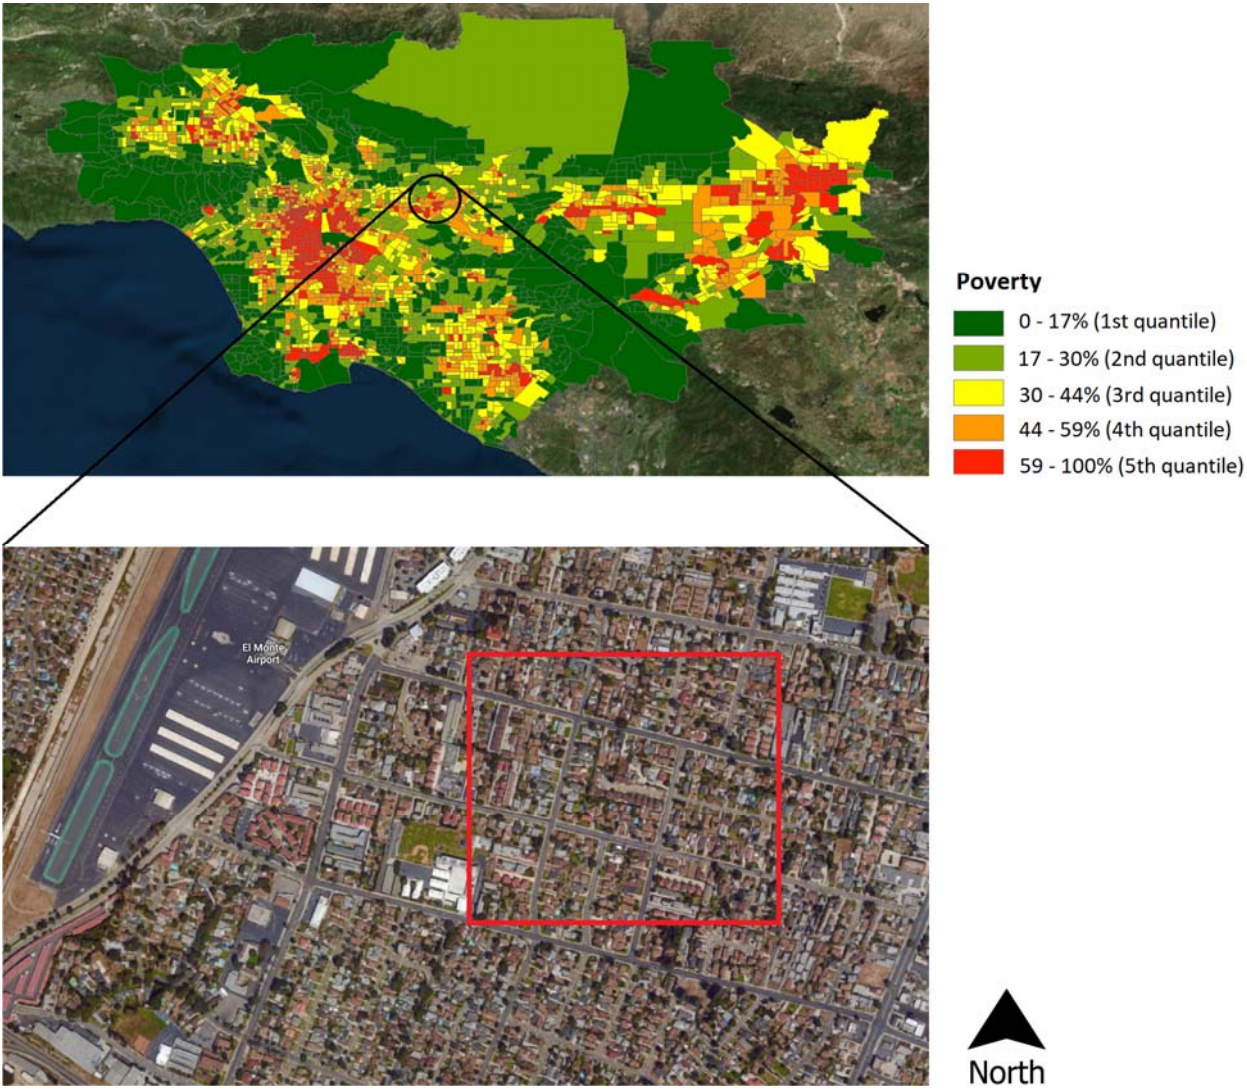 Poverty
0 - 17% (1st quantile)
17 - 30% (2nd quantile)
30 - 44% (3rd quantile)
44 - 59% (4th quantile)
59 - 100% (5th quantile)
El Monte
Airport
North